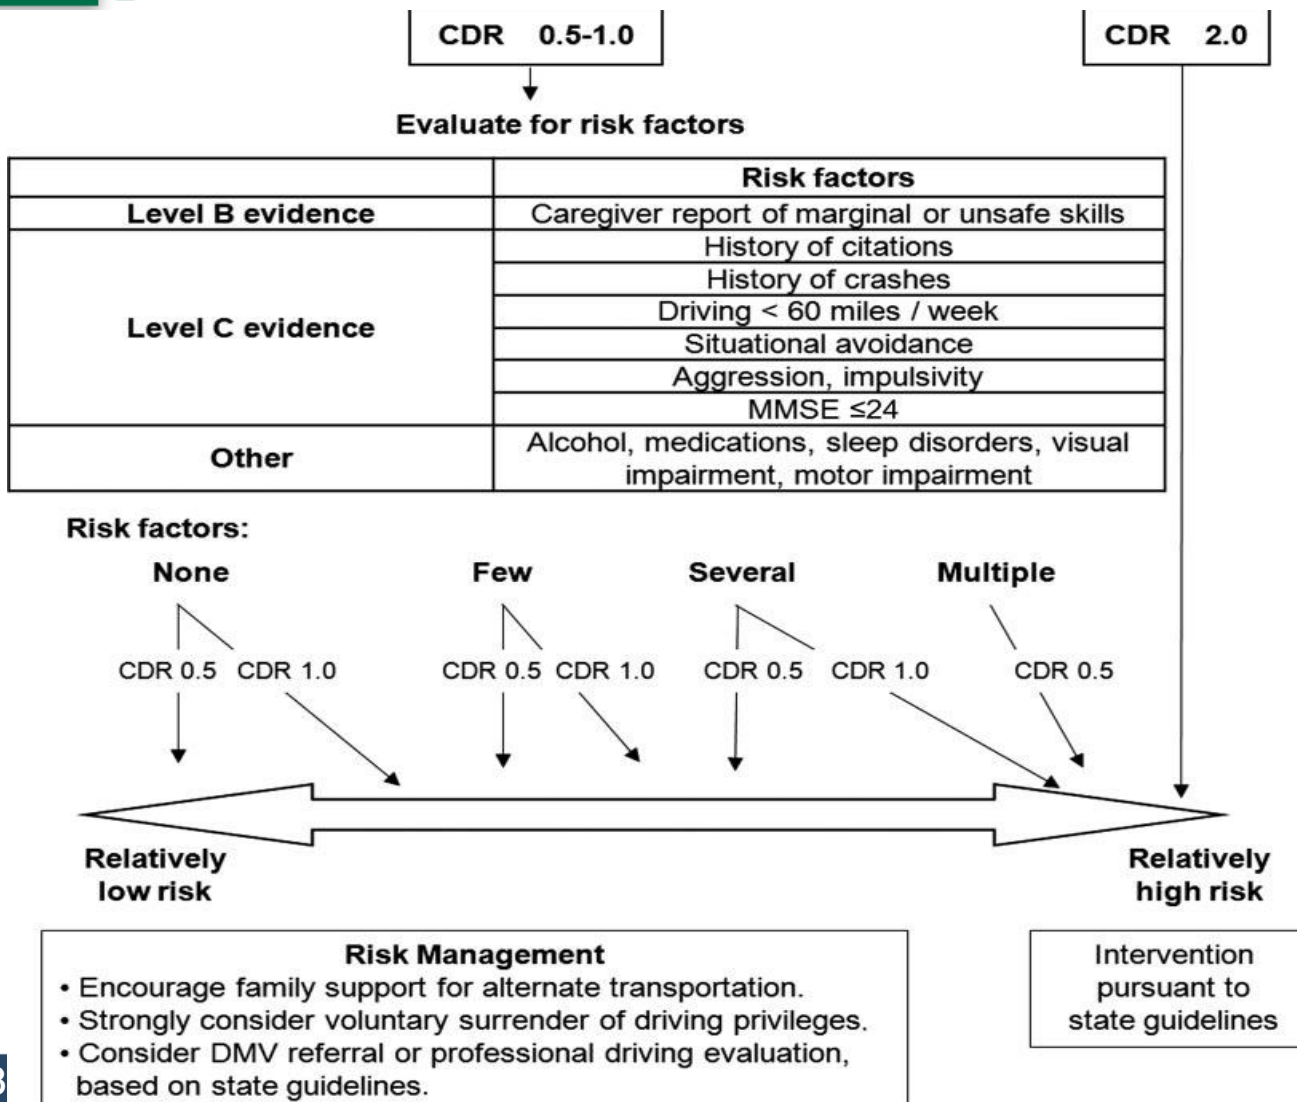 CDR 0.5-1.0
CDR 2.0
Evaluate for risk factors
Risk factors
Level B evidence
Caregiver report of marginal or unsafe skills
Level C evidence
History of citations
History of crashes
Driving < 60 miles / week
Situational avoidance
Aggression, impulsivity
MMSE ≤24
Other
Alcohol, medications, sleep disorders, visual
impairment, motor impairment
Risk factors:
None
Few
Several
Multiple
CDR 0.5
CDR 1.0
CDR 0.5
CDR 1.0
CDR 0.5
CDR 1.0
CDR 0.5
Relatively
low risk
Relatively
high risk
Risk Management
• Encourage family support for alternate transportation.
• Strongly consider voluntary surrender of driving privileges.
• Consider DMV referral or professional driving evaluation,
based on state guidelines.
Intervention
pursuant to
state guidelines